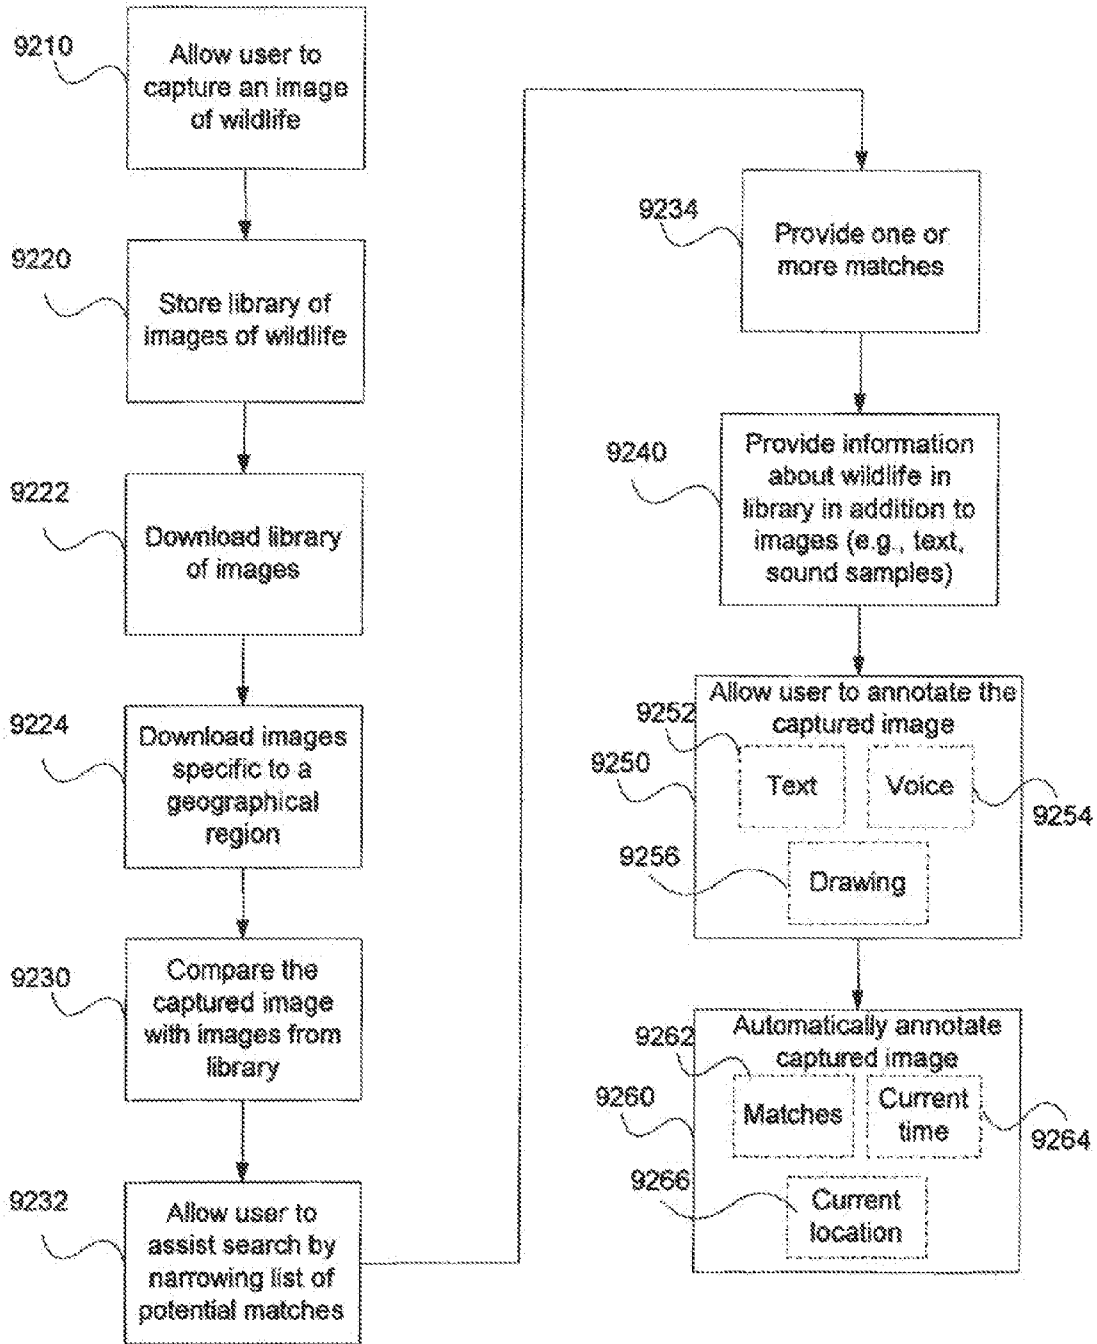 9210
Allow user to
capture an image
of wildlife
9220
Store library of
images of wildlife
9222
Download library
of images
9224
Download images
specific to a
geographical
region
9230
Compare the
captured image
with images from
library
9232
Allow user to
assist search by
narrowing list of
potential matches
9234
Provide one or
more matches
9240
Provide information
about wildlife in
library in addition to
images (e.g., text,
sound samples)
9250
Allow user to annotate the
captured image
9252
Text
Voice
9254
9256
Drawing
9260
Automatically annotate
captured image
9262
Matches
Current
time
9264
9266
Current
location